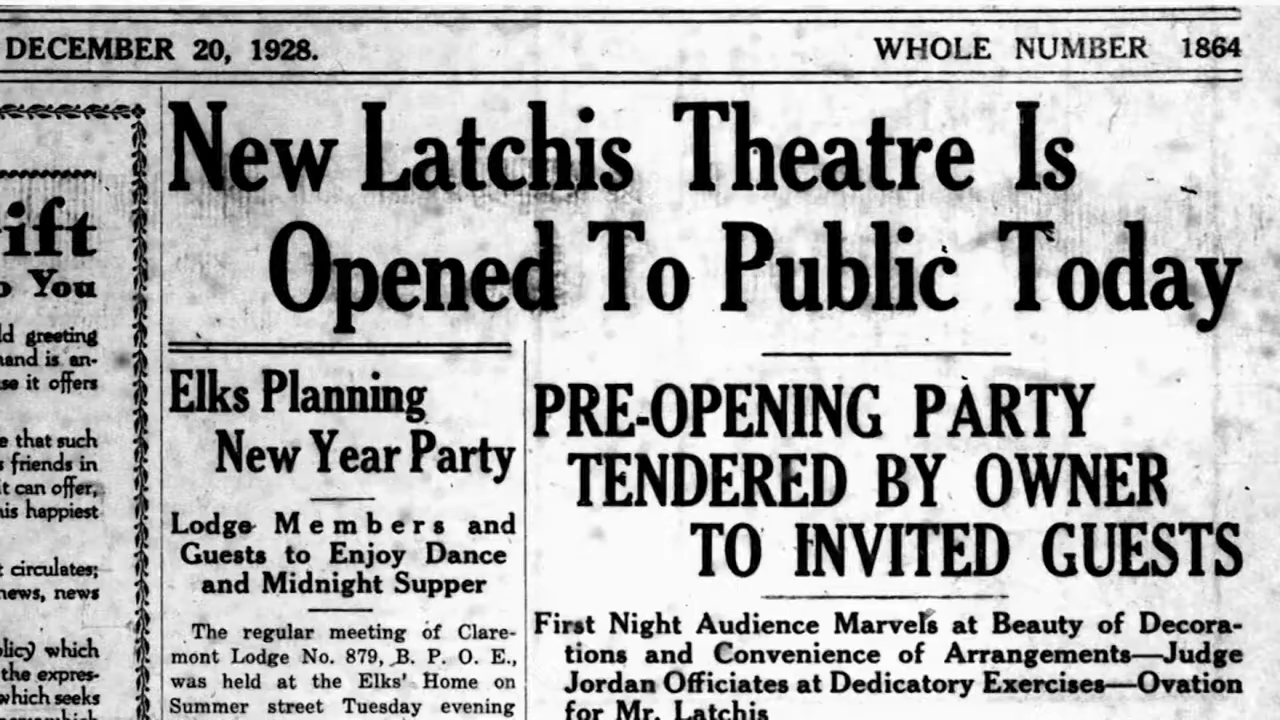 DECEMBER 20, 1928.
WHOLE NUMBER 1864
ift
You
greeting
and is an-
it offers
that such
friends in
can offer,
happiest
circulates;
news, news
which
the expres-
which seeks
New Latchis Theatre Is
Opened To Public Today
Elks Planning
New Year Party
Lodge Members and
Guests to Enjoy Dance
and Midnight Supper
The regular meeting of Clare-
mont Lodge No. 879, B. P. O. E.,
was held at the Elks' Home on
Summer street Tuesday evening
PRE-OPENING PARTY
TENDERED BY OWNER
TO INVITED GUESTS
First Night Audience Marvels at Beauty of Decora-
tions and Convenience of Arrangements—Judge
Jordan Officiates at Dedicatory Exercises—Ovation
for Mr. Latchis